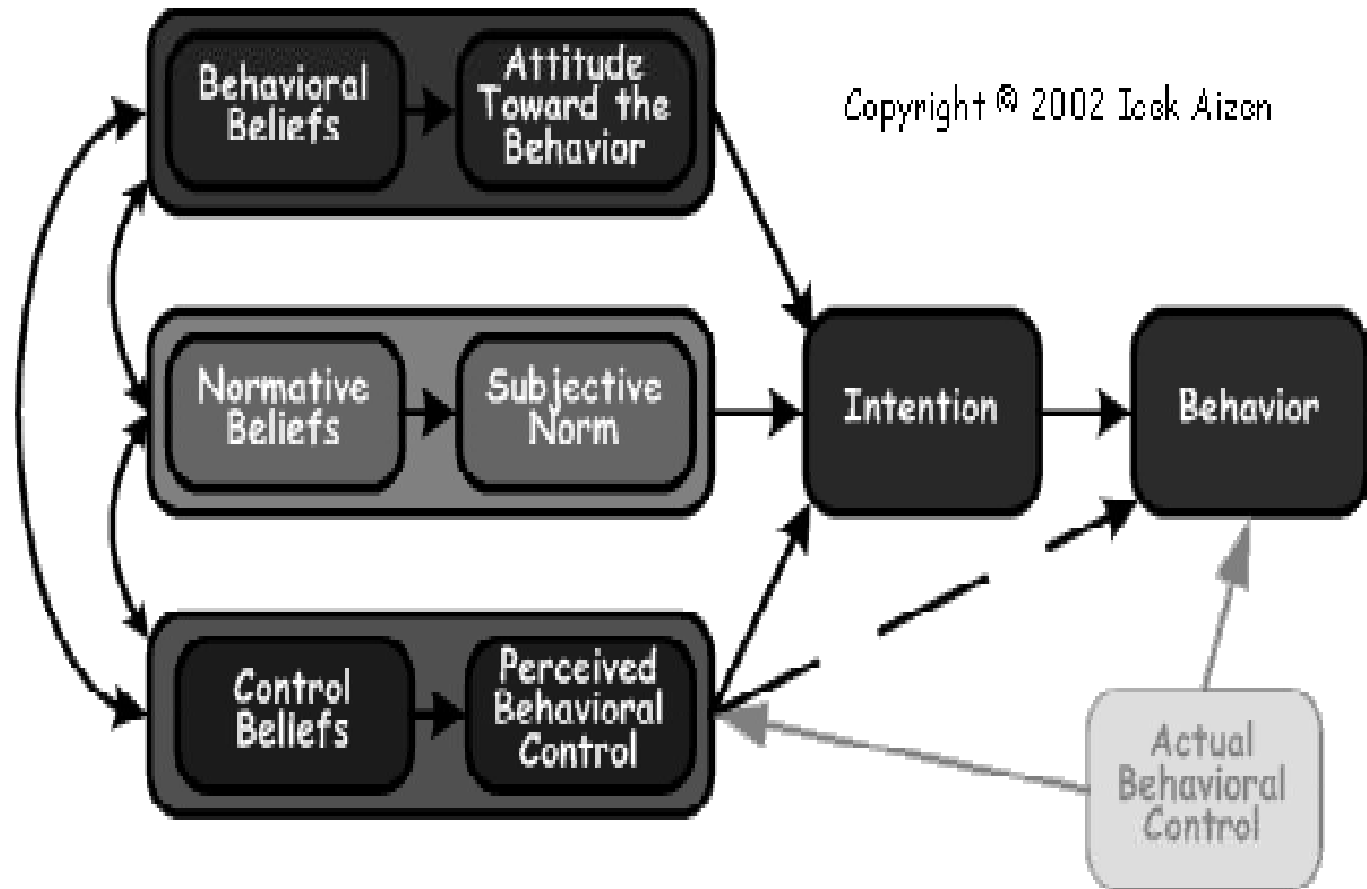 Behavioral
Beliefs
Attitude
Toward the
Behavior
Copyright © 2002 Icek Aizen
Normative
Beliefs
Subjective
Norm
Intention
Behavior
Control
Beliefs
Perceived
Behavioral
Control
Actual
Behavioral
Control